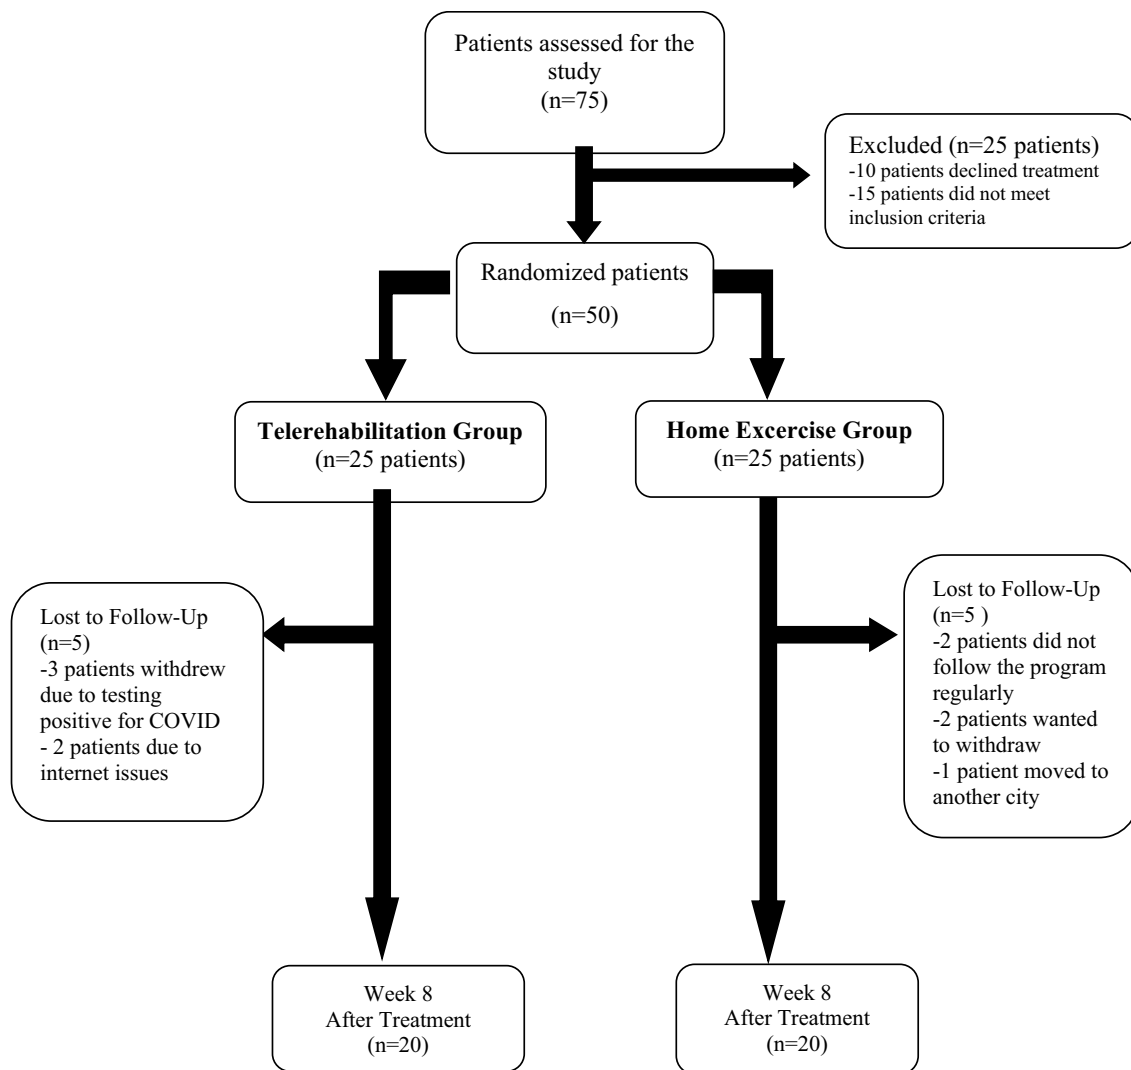 Patients assessed for the
study
(n=75)
Excluded (n=25 patients)
-10 patients declined treatment
-15 patients did not meet
inclusion criteria
Randomized patients
(n=50)
Telerehabilitation Group
(n=25 patients)
Home Excercise Group
(n=25 patients)
Lost to Follow-Up
(n=5)
-3 patients withdrew
due to testing
positive for COVID
- 2 patients due to
internet issues
Lost to Follow-Up
(n=5 )
-2 patients did not
follow the program
regularly
-2 patients wanted
to withdraw
-1 patient moved to
another city
Week 8
After Treatment
(n=20)
Week 8
After Treatment
(n=20)